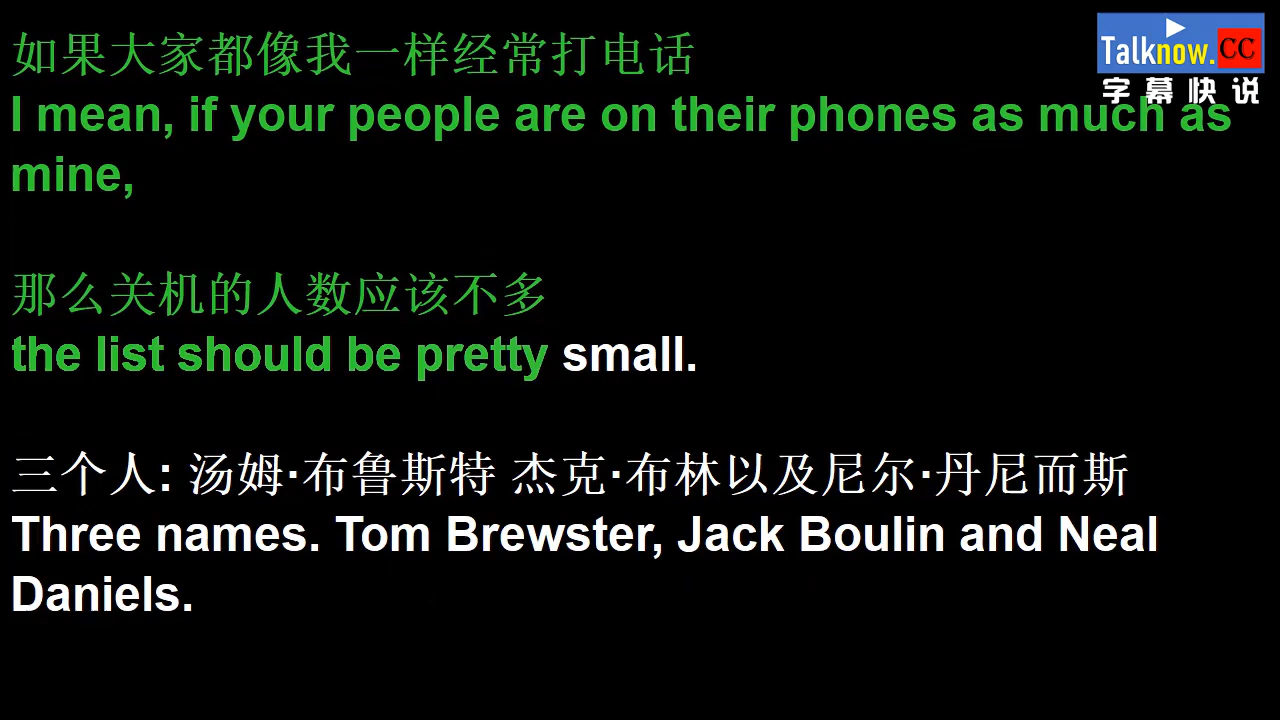 如果大家都像我一样经常打电话
I mean, if your people are on their phones as much as
mine,
那么关机的人数应该不多
the list should be pretty small.
三个人: 汤姆·布鲁斯特 杰克·布林以及尼尔·丹尼而斯
Three names. Tom Brewster, Jack Boulin and Neal
Daniels.
Talknow.CC
字幕快说